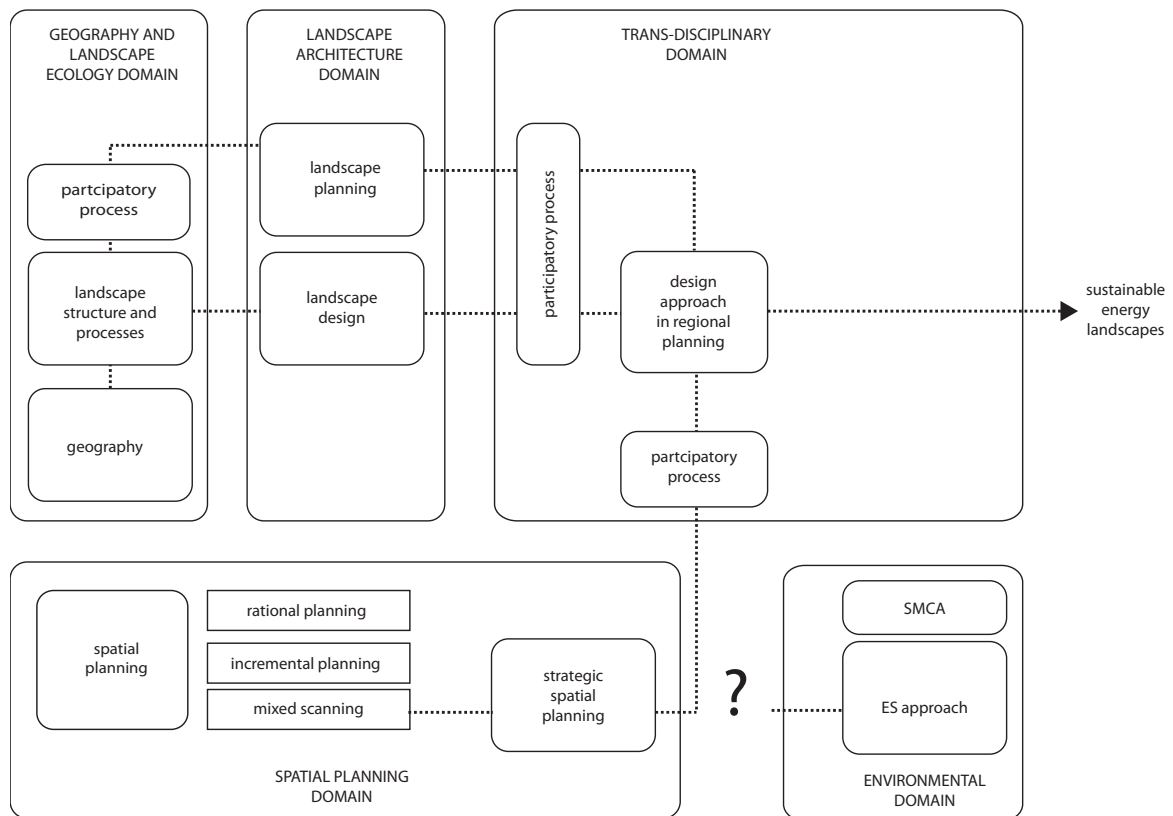 GEOGRAPHY AND
LANDSCAPE
ECOLOGY DOMAIN
LANDSCAPE
ARCHITECTURE
DOMAIN
TRANS-DISCIPLINARY
DOMAIN
partcipatory
process
landscape
structure and
processes
geography
landscape
planning
landscape
design
participatory process
design
approach
in regional
planning
partcipatory
process
sustainable
energy
landscapes
spatial
planning
rational planning
incremental planning
mixed scanning
strategic
spatial
planning
SPATIAL PLANNING
DOMAIN
?
SMCA
ES approach
ENVIRONMENTAL
DOMAIN